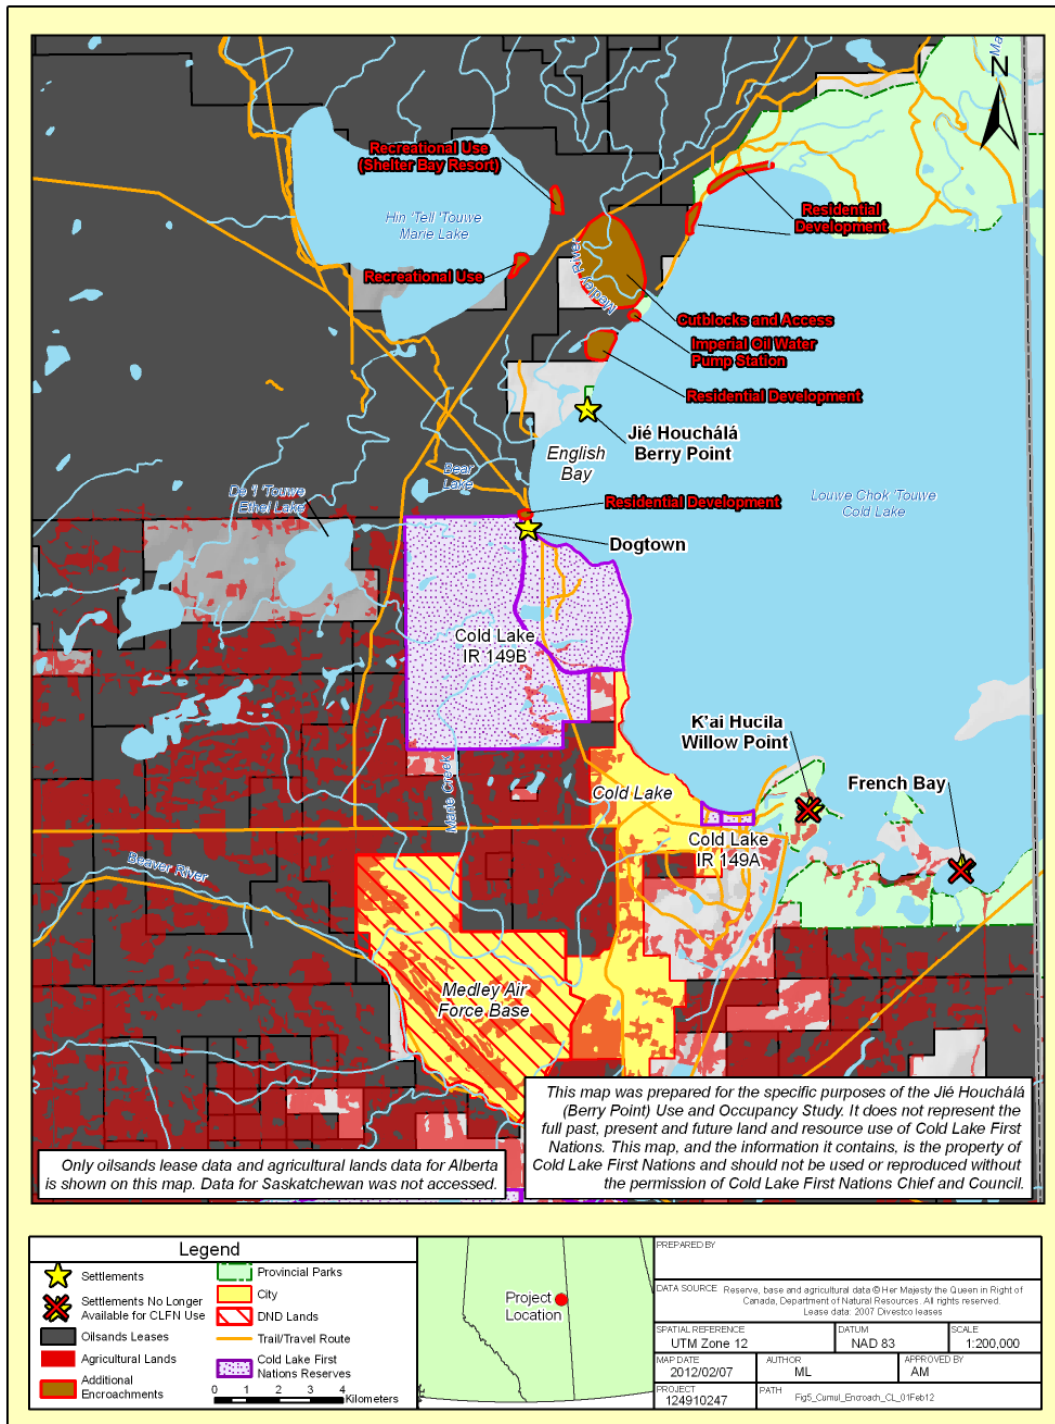 N
Recreational Use
(Shelter Bay Resort)
Hin 'Tell 'Touwe
Marie Lake
Residential
Development
Recreational Use
Medley River
Cutblocks and Access
Imperial Oil Water
Pump Station
Residential Development
Jié Houchálá
Berry Point
English
Bay
Bear
Lake
De 'l 'Touwe
Ethel Lake
Louwe Chok 'Touwe
Cold Lake
Residential Development
Dogtown
Cold Lake
IR 149B
K'ai Hucila
Willow Point
French Bay
Marie Creek
Cold Lake
Cold Lake
IR 149A
Beaver River
Medley Air
Force Base
This map was prepared for the specific purposes of the Jié Houchálá
(Berry Point) Use and Occupancy Study. It does not represent the
full past, present and future land and resource use of Cold Lake First
Nations. This map, and the information it contains, is the property of
Cold Lake First Nations and should not be used or reproduced without
the permission of Cold Lake First Nations Chief and Council.
Only oilsands lease data and agricultural lands data for Alberta
is shown on this map. Data for Saskatchewan was not accessed.
Legend
Settlements
Settlements No Longer
Available for CLFN Use
Oilsands Leases
Agricultural Lands
Additional
Encroachments
Provincial Parks
City
DND Lands
Trail/Travel Route
Cold Lake First
Nations Reserves
0 1 2 3 4
Kilometers
Project
Location
PREPARED BY
DATA SOURCE Reserve, base and agricultural data © Her Majesty the Queen in Right of
Canada, Department of Natural Resources. All rights reserved.
Lease data: 2007 Divestco leases
SPATIAL REFERENCE
UTM Zone 12
DATUM
NAD 83
SCALE
1:200,000
MAP DATE
2012/02/07
AUTHOR
ML
APPROVED BY
AM
PROJECT
124910247
PATH
Fig5_Cumul_Encroach_CL_01Feb12